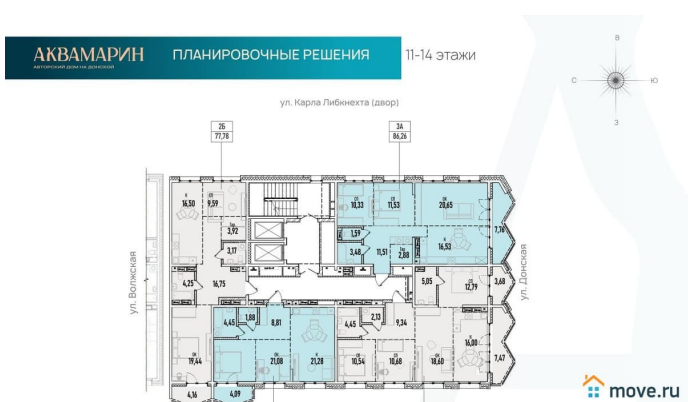 АКВАМАРИН
АВТОРСКИЙ ДОМ НА ДОНСКОЙ
ПЛАНИРОВОЧНЫЕ РЕШЕНИЯ
11-14 этажи
В
С
Ю
З
ул. Карла Либкнехта (двор)
2Б
77,78
3А
86,26
ул. Волжская
ул. Донская
К
16,50
9,59
3,92
3,17
4,25
16,75
19,44
4,16
4,45
1,88
8,81
21,08
К
21,28
4,09
10,33
11,53
20,65
7,76
1,59
3,48
11,51
2,88
К
16,53
5,05
12,79
3,68
4,45
2,13
9,34
К
16,00
10,54
10,68
18,60
7,47
move.ru